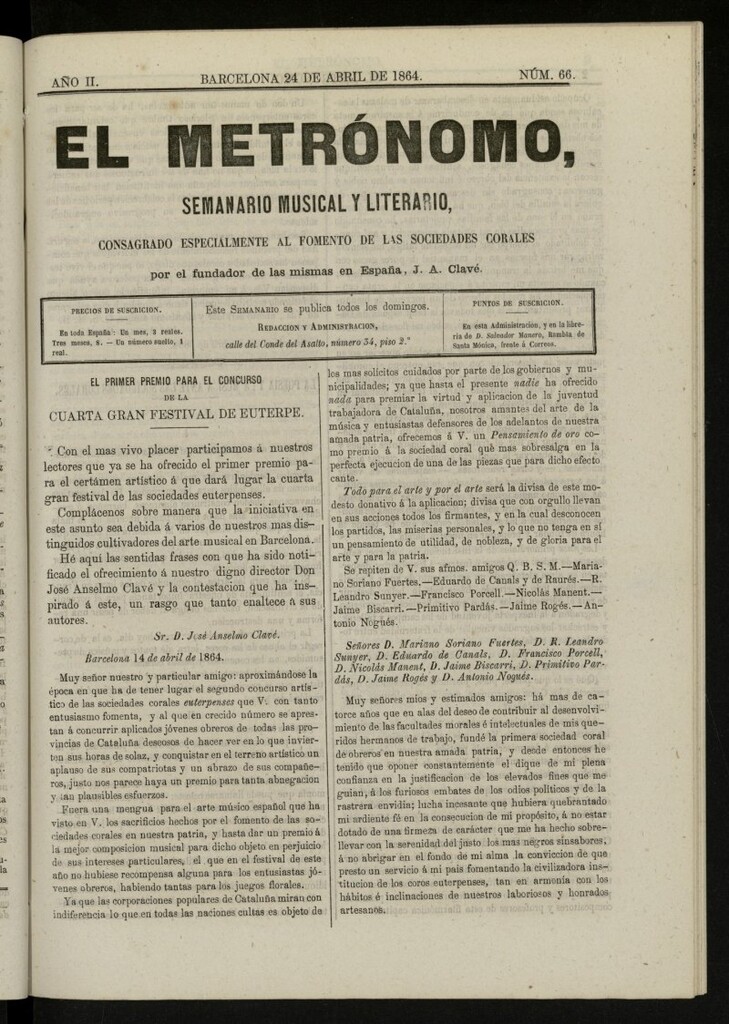 AÑO II.
BARCELONA 24 DE ABRIL DE 1864.
NÚM. 66.
EL METRÓNOMO,
SEMANARIO MUSICAL Y LITERARIO,
CONSAGRADO ESPECIALMENTE AL FOMENTO DE LAS SOCIEDADES CORALES
por el fundador de las mismas en España, J. A. Clavé.
PRECIOS DE SUSCRICION.
En toda España: Un mes, 3 reales.
Tres meses, 8. — Un número suelto, 1
real.
Este SEMANARIO se publica todos los domingos.
REDACCION Y ADMINISTRACION,
calle del Conde del Asalto, número 34, piso 2.º
PUNTOS DE SUSCRICION.
En esta Administracion, y en la libre-
ría de D. Salvador Manero, Rambla de
Santa Mónica, frente á Correos.
EL PRIMER PREMIO PARA EL CONCURSO
DE LA
CUARTA GRAN FESTIVAL DE EUTERPE.
Con el mas vivo placer participamos á nuestros
lectores que ya se ha ofrecido el primer premio pa-
ra el certámen artístico á que dará lugar la cuarta
gran festival de las sociedades euterpenses.
Complácenos sobre manera que la iniciativa en
este asunto sea debida á varios de nuestros mas dis-
tinguidos cultivadores del arte musical en Barcelona.
Hé aquí las sentidas frases con que ha sido noti-
ficado el ofrecimiento á nuestro digno director Don
José Anselmo Clavé y la contestacion que ha ins-
pirado á este, un rasgo que tanto enaltece á sus
autores.
Sr. D. José Anselmo Clavé.
Barcelona 14 de abril de 1864.
Muy señor nuestro y particular amigo: aproximándose la
época en que ha de tener lugar el segundo concurso artís-
tico de las sociedades corales euterpenses que V. con tanto
entusiasmo fomenta, y al que en crecido número se apres-
tan á concurrir aplicados jóvenes obreros de todas las pro-
vincias de Cataluña deseosos de hacer ver en lo que invier-
ten sus horas de solaz, y conquistar en el terreno artístico un
aplauso de sus compatriotas y un abrazo de sus compañe-
ros, justo nos parece haya un premio para tanta abnegacion
y tan plausibles esfuerzos.
Fuera una mengua para el arte músico español que ha
visto en V. los sacrificios hechos por el fomento de las so-
ciedades corales en nuestra patria, y hasta dar un premio á
la mejor composicion musical para dicho objeto en perjuicio
de sus intereses particulares, el que en el festival de este
año no hubiese recompensa alguna para los entusiastas jó-
venes obreros, habiendo tantas para los juegos florales.
Ya que las corporaciones populares de Cataluña miran con
indiferencia lo que en todas las naciones cultas es objeto de
los mas solícitos cuidados por parte de los gobiernos y mu-
nicipalidades; ya que hasta el presente nadie ha ofrecido
nada para premiar la virtud y aplicacion de la juventud
trabajadora de Cataluña, nosotros amantes del arte de la
música y entusiastas defensores de los adelantos de nuestra
amada patria, ofrecemos á V. un Pensamiento de oro co-
mo premio á la sociedad coral que mas sobresalga en la
perfecta ejecucion de una de las piezas que para dicho efecto
cante.
Todo para el arte y por el arte será la divisa de este mo-
desto donativo á la aplicacion; divisa que con orgullo llevan
en sus acciones todos los firmantes, y en la cual desconocen
los partidos, las miserias personales, y lo que no tenga en sí
un pensamiento de utilidad, de nobleza, y de gloria para el
arte y para la patria.
Se repiten de V. sus afmos. amigos Q. B. S. M.—Maria-
no Soriano Fuertes.—Eduardo de Canals y de Raurés.—R.
Leandro Sunyer.—Francisco Porcell.—Nicolás Manent.—
Jaime Biscarri.—Primitivo Pardás.—Jaime Rogés.—An-
tonio Nogués.
Señores D. Mariano Soriano Fuertes, D. R. Leandro
Sunyer, D. Eduardo de Canals, D. Francisco Porcell,
D. Nicolás Manent, D. Jaime Biscarri, D. Primitivo Par-
dás, D. Jaime Rogés y D. Antonio Nogués.
Muy señores mios y estimados amigos: há mas de ca-
torce años que en alas del deseo de contribuir al desenvolvi-
miento de las facultades morales é intelectuales de mis que-
ridos hermanos de trabajo, fundé la primera sociedad coral
de obreros en nuestra amada patria, y desde entonces he
tenido que oponer constantemente el dique de mi plena
confianza en la justificacion de los elevados fines que me
guian, á los furiosos embates de los odios políticos y de la
rastrera envidia; lucha incesante que hubiera quebrantado
mi ardiente fé en la consecucion de mi propósito, á no estar
dotado de una firmeza de carácter que me ha hecho sobre-
llevar con la serenidad del justo los mas negros sinsabores,
á no abrigar en el fondo de mi alma la conviccion de que
presto un servicio á mi pais fomentando la civilizadora ins-
titucion de los coros euterpenses, tan en armonía con los
hábitos é inclinaciones de nuestros laboriosos y honrados
artesanos.